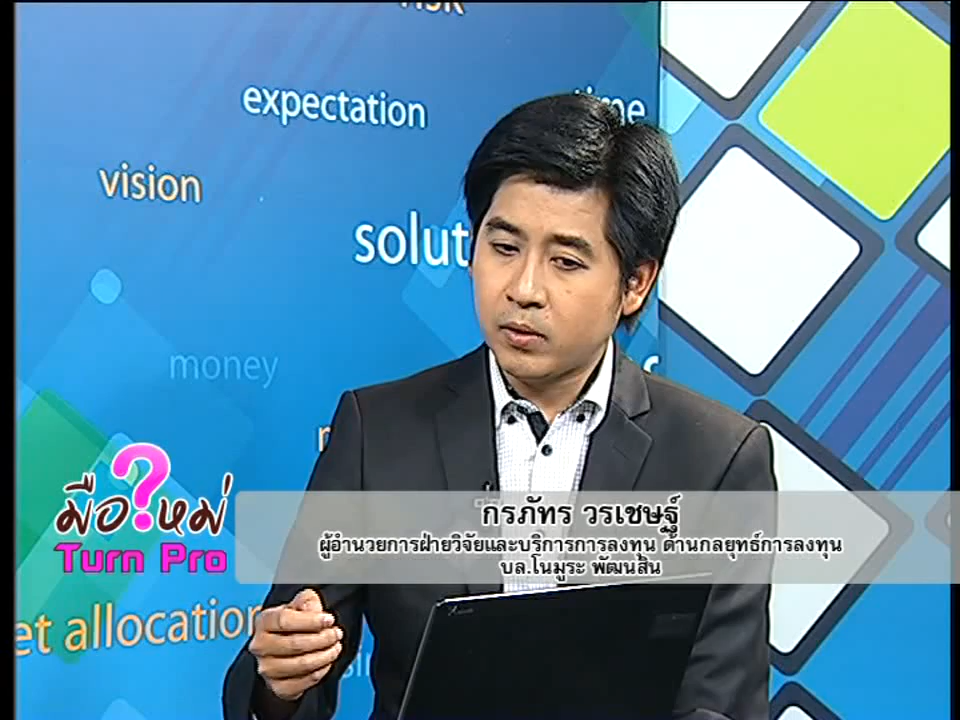 expectation
time
vision
solut
money
มือ?ใหม่
Turn Pro
กรภัทร วรเชษฐ์
ผู้อำนวยการฝ่ายวิจัยและบริการการลงทุน ด้านกลยุทธ์การลงทุน
บล.โนมูระ พัฒนสิน
et allocation